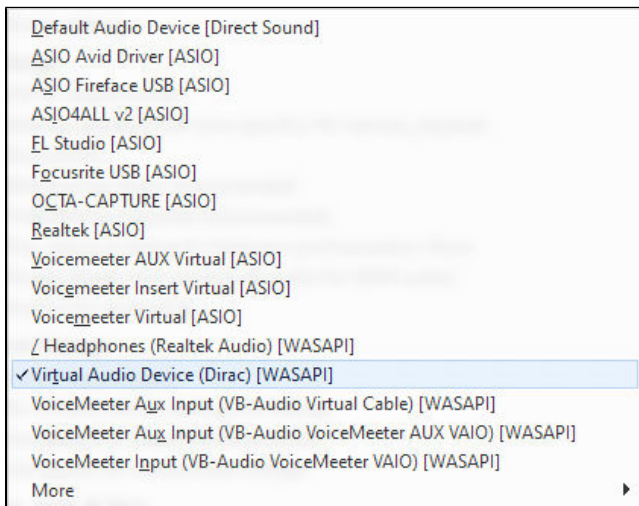 Default Audio Device [Direct Sound]
ASIO Avid Driver [ASIO]
ASIO Fireface USB [ASIO]
ASIO4ALL v2 [ASIO]
FL Studio [ASIO]
Focusrite USB [ASIO]
OCTA-CAPTURE [ASIO]
Realtek [ASIO]
Voicemeeter AUX Virtual [ASIO]
Voicemeeter Insert Virtual [ASIO]
Voicemeeter Virtual [ASIO]
/ Headphones (Realtek Audio) [WASAPI]
✓ Virtual Audio Device (Dirac) [WASAPI]
VoiceMeeter Aux Input (VB-Audio Virtual Cable) [WASAPI]
VoiceMeeter Aux Input (VB-Audio VoiceMeeter AUX VAIO) [WASAPI]
VoiceMeeter Input (VB-Audio VoiceMeeter VAIO) [WASAPI]
More